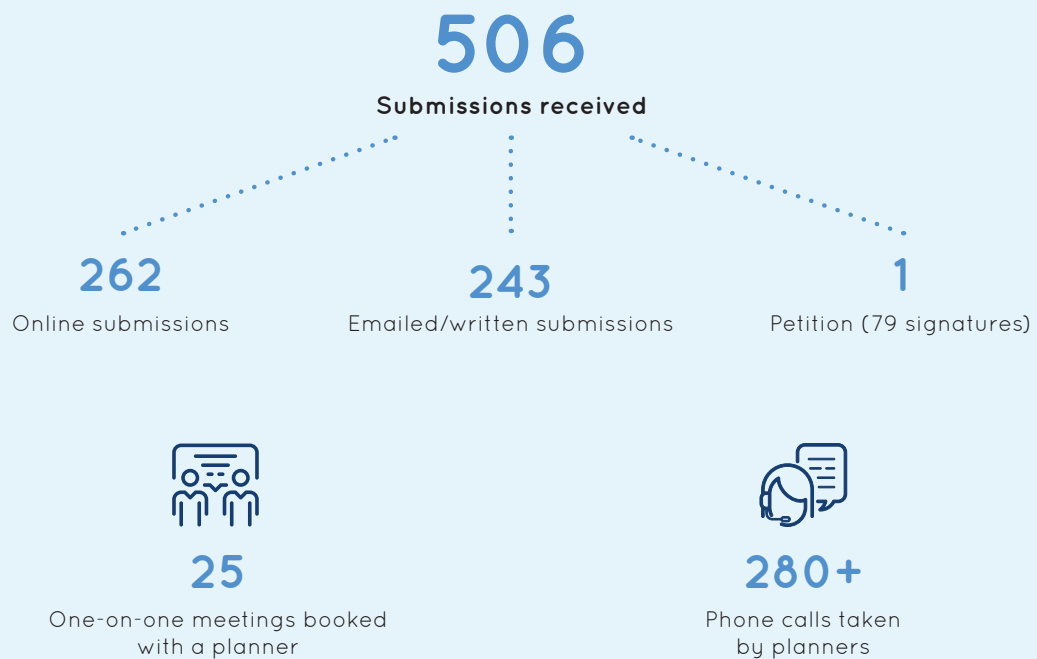 506
Submissions received
262
Online submissions
243
Emailed/written submissions
1
Petition (79 signatures)
25
One-on-one meetings booked
with a planner
280+
Phone calls taken
by planners